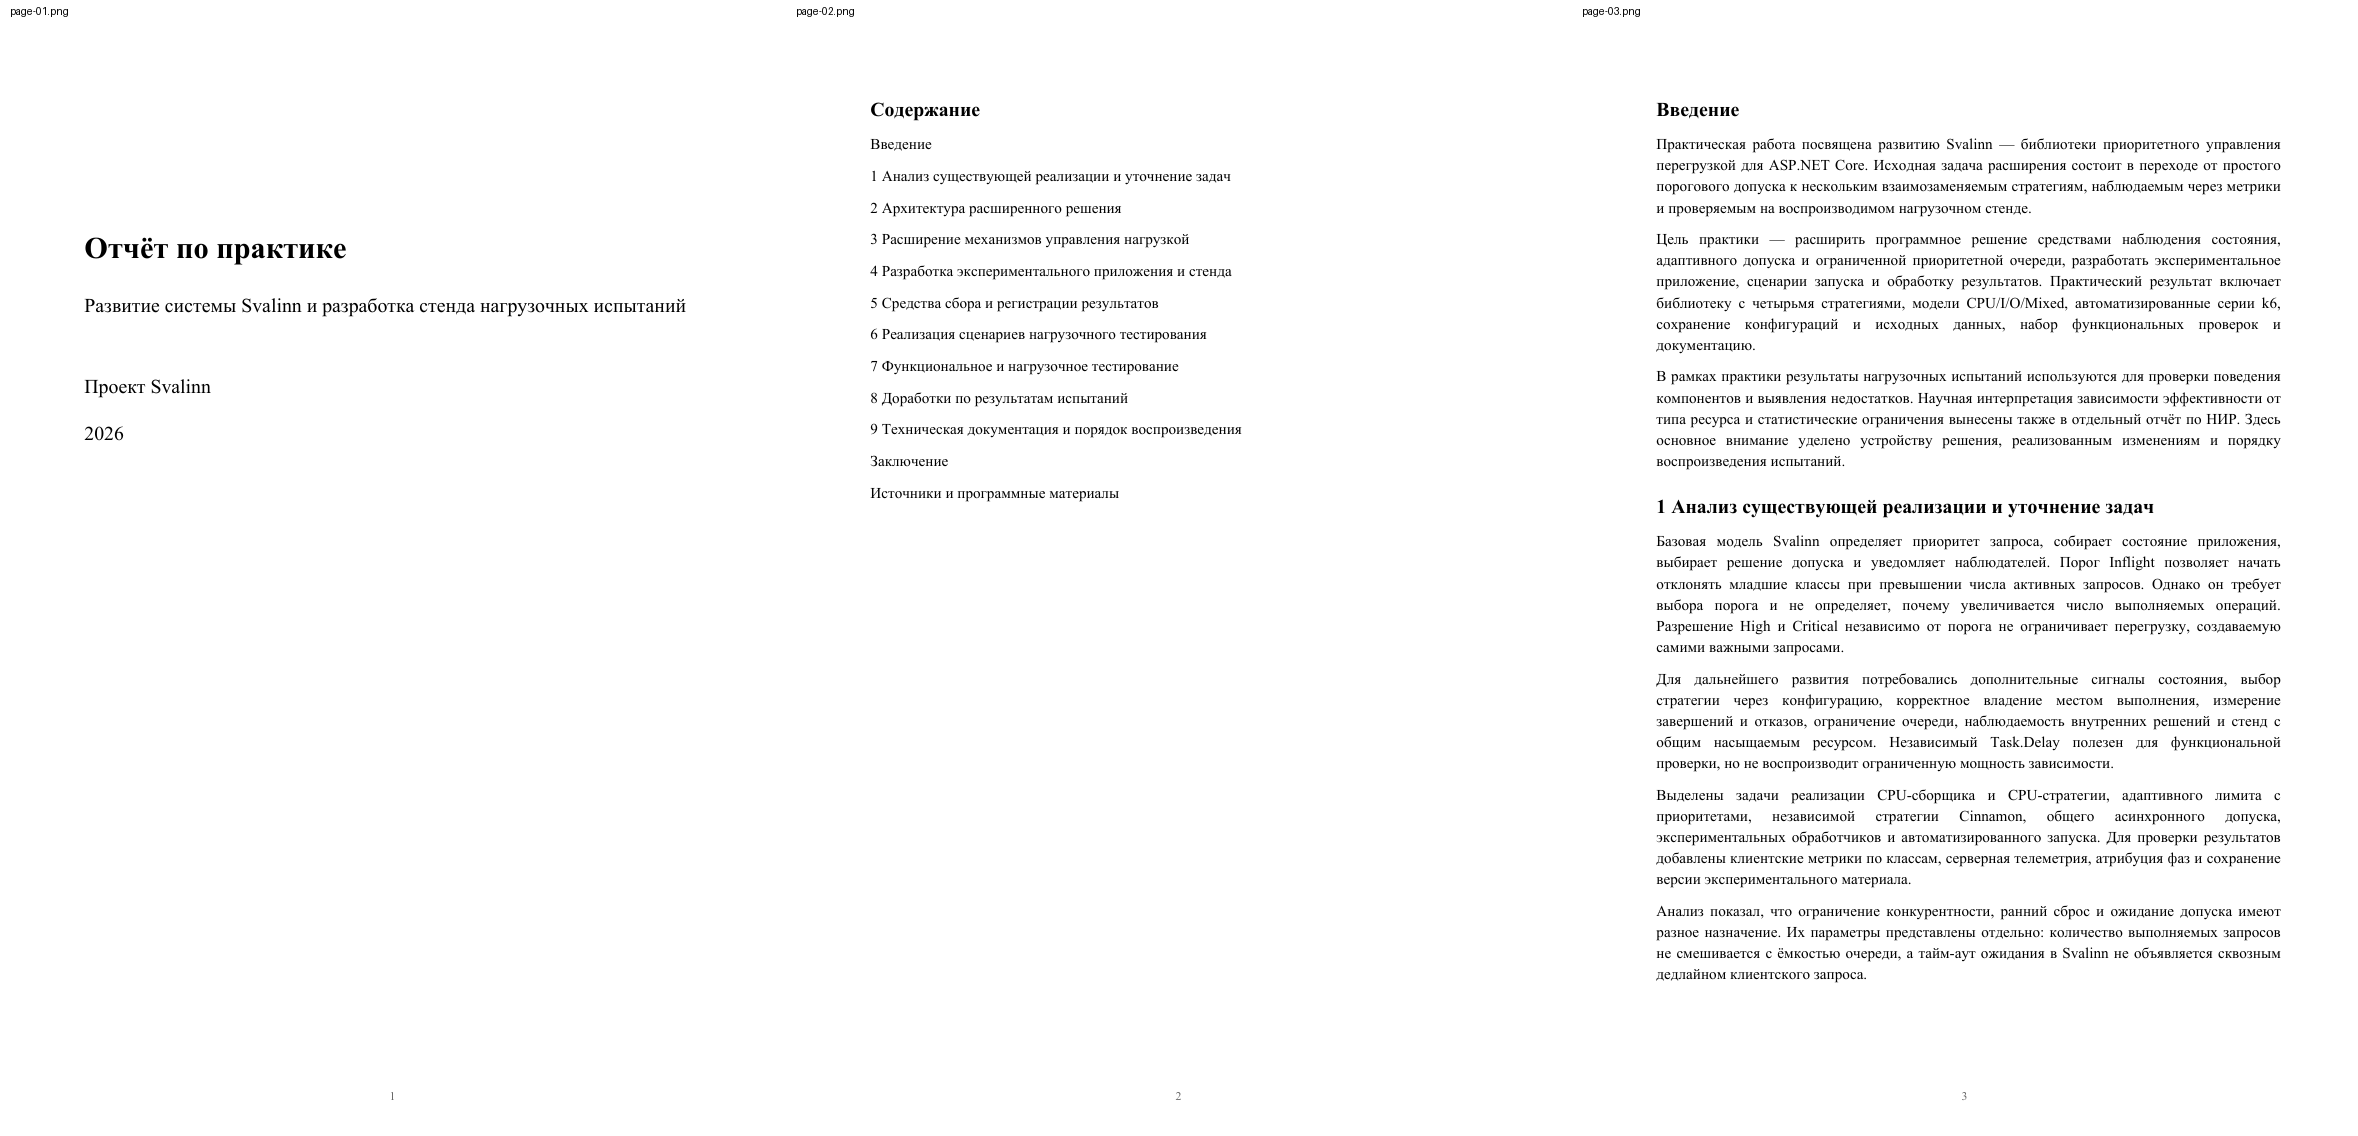 page-01.png
Отчёт по практике
Развитие системы Svalinn и разработка стенда нагрузочных испытаний
Проект Svalinn
2026
1
page-02.png
Содержание
Введение
1 Анализ существующей реализации и уточнение задач
2 Архитектура расширенного решения
3 Расширение механизмов управления нагрузкой
4 Разработка экспериментального приложения и стенда
5 Средства сбора и регистрации результатов
6 Реализация сценариев нагрузочного тестирования
7 Функциональное и нагрузочное тестирование
8 Доработки по результатам испытаний
9 Техническая документация и порядок воспроизведения
Заключение
Источники и программные материалы
2
page-03.png
Введение
Практическая работа посвящена развитию Svalinn — библиотеки приоритетного управления
перегрузкой для ASP.NET Core. Исходная задача расширения состоит в переходе от простого
порогового допуска к нескольким взаимозаменяемым стратегиям, наблюдаемым через метрики
и проверяемым на воспроизводимом нагрузочном стенде.
Цель практики — расширить программное решение средствами наблюдения состояния,
адаптивного допуска и ограниченной приоритетной очереди, разработать экспериментальное
приложение, сценарии запуска и обработку результатов. Практический результат включает
библиотеку с четырьмя стратегиями, модели CPU/I/O/Mixed, автоматизированные серии k6,
сохранение конфигураций и исходных данных, набор функциональных проверок и
документацию.
В рамках практики результаты нагрузочных испытаний используются для проверки поведения
компонентов и выявления недостатков. Научная интерпретация зависимости эффективности от
типа ресурса и статистические ограничения вынесены также в отдельный отчёт по НИР. Здесь
основное внимание уделено устройству решения, реализованным изменениям и порядку
воспроизведения испытаний.
1 Анализ существующей реализации и уточнение задач
Базовая модель Svalinn определяет приоритет запроса, собирает состояние приложения,
выбирает решение допуска и уведомляет наблюдателей. Порог Inflight позволяет начать
отклонять младшие классы при превышении числа активных запросов. Однако он требует
выбора порога и не определяет, почему увеличивается число выполняемых операций.
Разрешение High и Critical независимо от порога не ограничивает перегрузку, создаваемую
самими важными запросами.
Для дальнейшего развития потребовались дополнительные сигналы состояния, выбор
стратегии через конфигурацию, корректное владение местом выполнения, измерение
завершений и отказов, ограничение очереди, наблюдаемость внутренних решений и стенд с
общим насыщаемым ресурсом. Независимый Task.Delay полезен для функциональной
проверки, но не воспроизводит ограниченную мощность зависимости.
Выделены задачи реализации CPU-сборщика и CPU-стратегии, адаптивного лимита с
приоритетами, независимой стратегии Cinnamon, общего асинхронного допуска,
экспериментальных обработчиков и автоматизированного запуска. Для проверки результатов
добавлены клиентские метрики по классам, серверная телеметрия, атрибуция фаз и сохранение
версии экспериментального материала.
Анализ показал, что ограничение конкурентности, ранний сброс и ожидание допуска имеют
разное назначение. Их параметры представлены отдельно: количество выполняемых запросов
не смешивается с ёмкостью очереди, а тайм-аут ожидания в Svalinn не объявляется сквозным
дедлайном клиентского запроса.
3